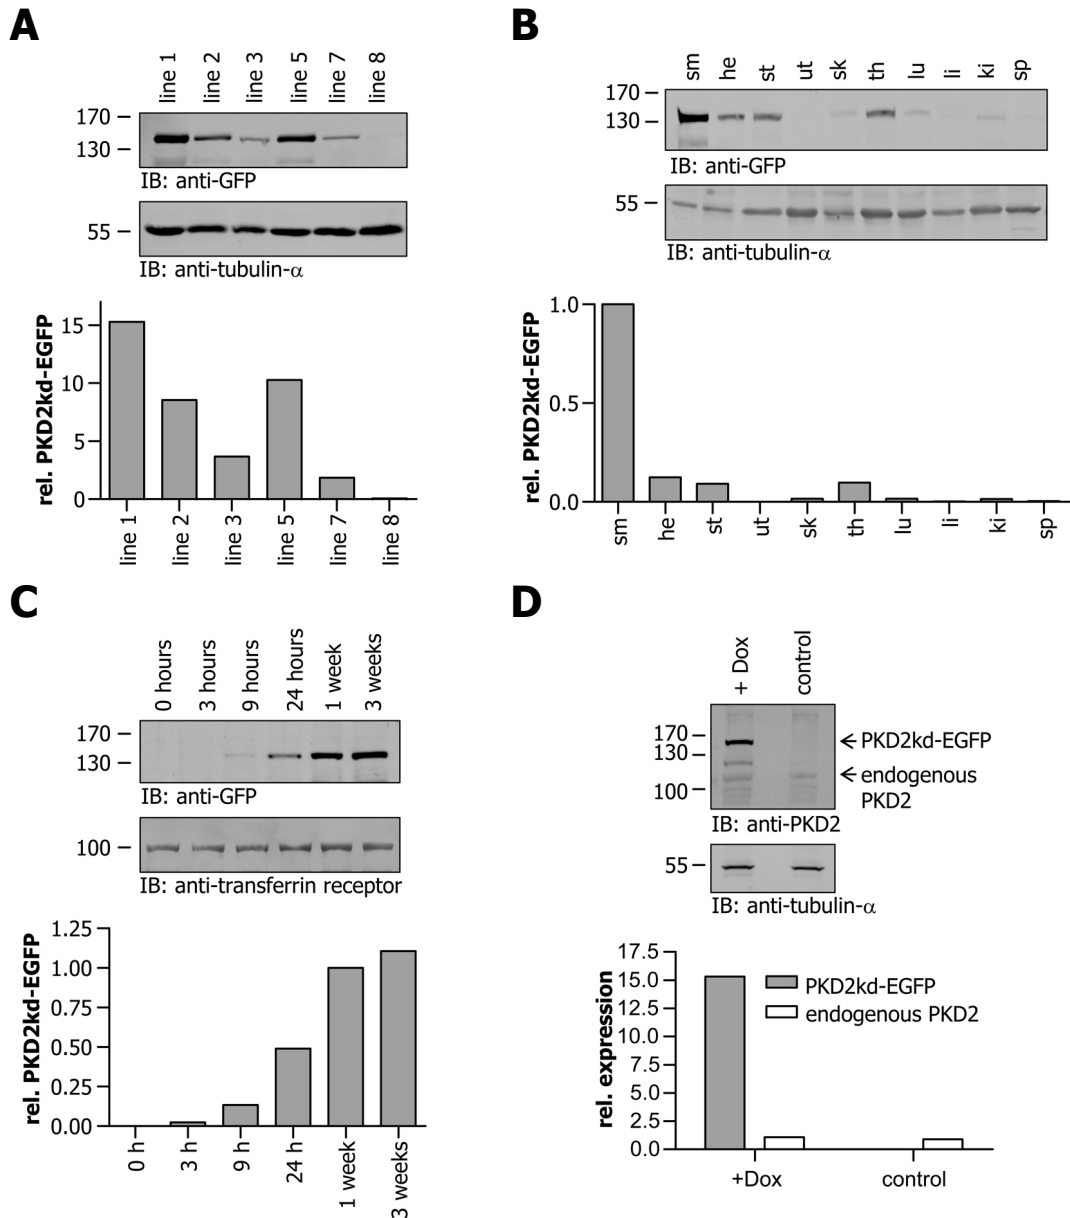 A
line 1 line 2 line 3 line 5 line 7 line 8
170
130
IB: anti-GFP
55
IB: anti-tubulin-α
rel. PKD2kd-EGFP
15
10
5
0
line 1 line 2 line 3 line 5 line 7 line 8
B
sm he st ut sk th lu li ki sp
170
130
IB: anti-GFP
55
IB: anti-tubulin-α
rel. PKD2kd-EGFP
1.0
0.5
0.0
sm he st ut sk th lu li ki sp
C
0 hours 3 hours 9 hours 24 hours 1 week 3 weeks
170
130
IB: anti-GFP
100
IB: anti-transferrin receptor
rel. PKD2kd-EGFP
1.25
1.00
0.75
0.50
0.25
0.00
0 h 3 h 9 h 24 h 1 week 3 weeks
D
+ Dox control
170
130
100
PKD2kd-EGFP
endogenous
PKD2
IB: anti-PKD2
55
IB: anti-tubulin-α
rel. expression
17.5
15.0
12.5
10.0
7.5
5.0
2.5
0.0
PKD2kd-EGFP
endogenous PKD2
+Dox control